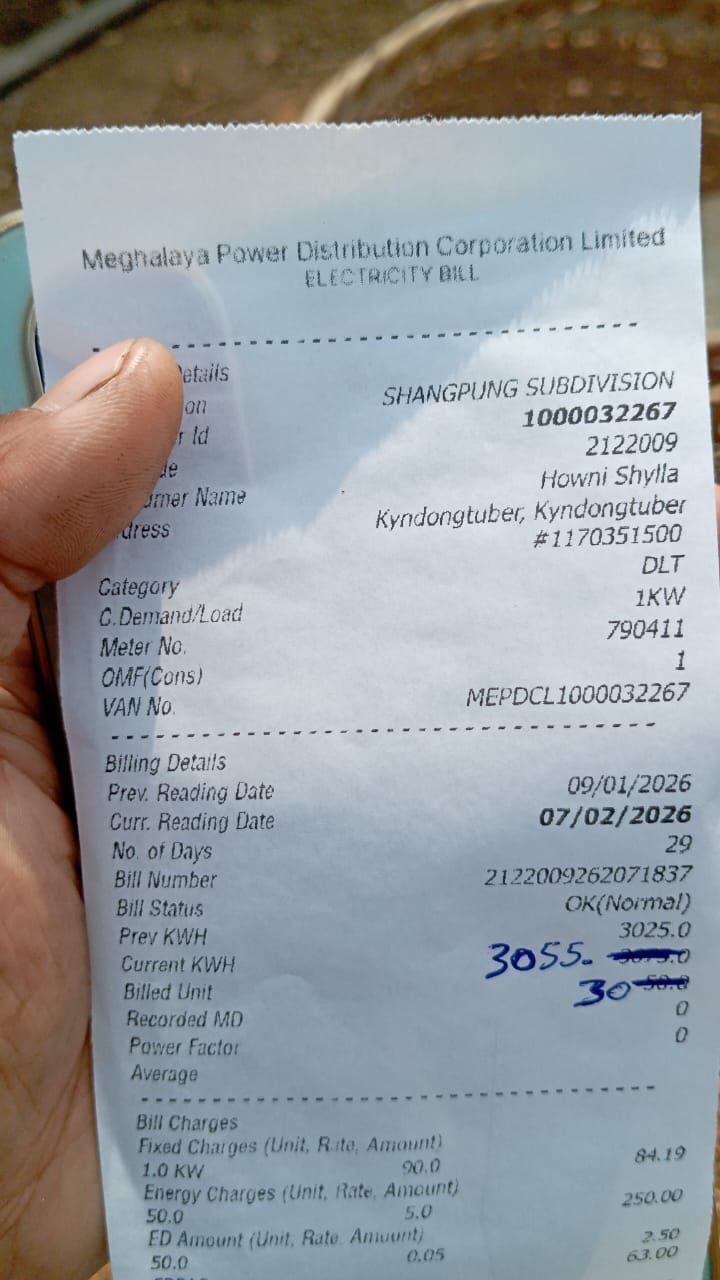 Meghalaya Power Distribution Corporation Limited
ELECTRICITY BILL
etails
on SHANGPUNG SUBDIVISION
r Id 1000032267
de 2122009
umer Name Howni Shylla
dress Kyndongtuber, Kyndongtuber
#1170351500
Category DLT
C.Demand/Load 1KW
Meter No. 790411
OMF(Cons) 1
VAN No. MEPDCL1000032267
Billing Details
Prev. Reading Date 09/01/2026
Curr. Reading Date 07/02/2026
No. of Days 29
Bill Number 2122009262071837
Bill Status OK(Normal)
Prev KWH 3025.0
Current KWH 3055. 3075.0
Billed Unit 30 50.0
Recorded MD 0
Power Factor 0
Average
Bill Charges
Fixed Charges (Unit, Rate, Amount)
1.0 KW 90.0 84.19
Energy Charges (Unit, Rate, Amount)
50.0 5.0 250.00
ED Amount (Unit, Rate, Amount)
50.0 0.05 2.50
63.00